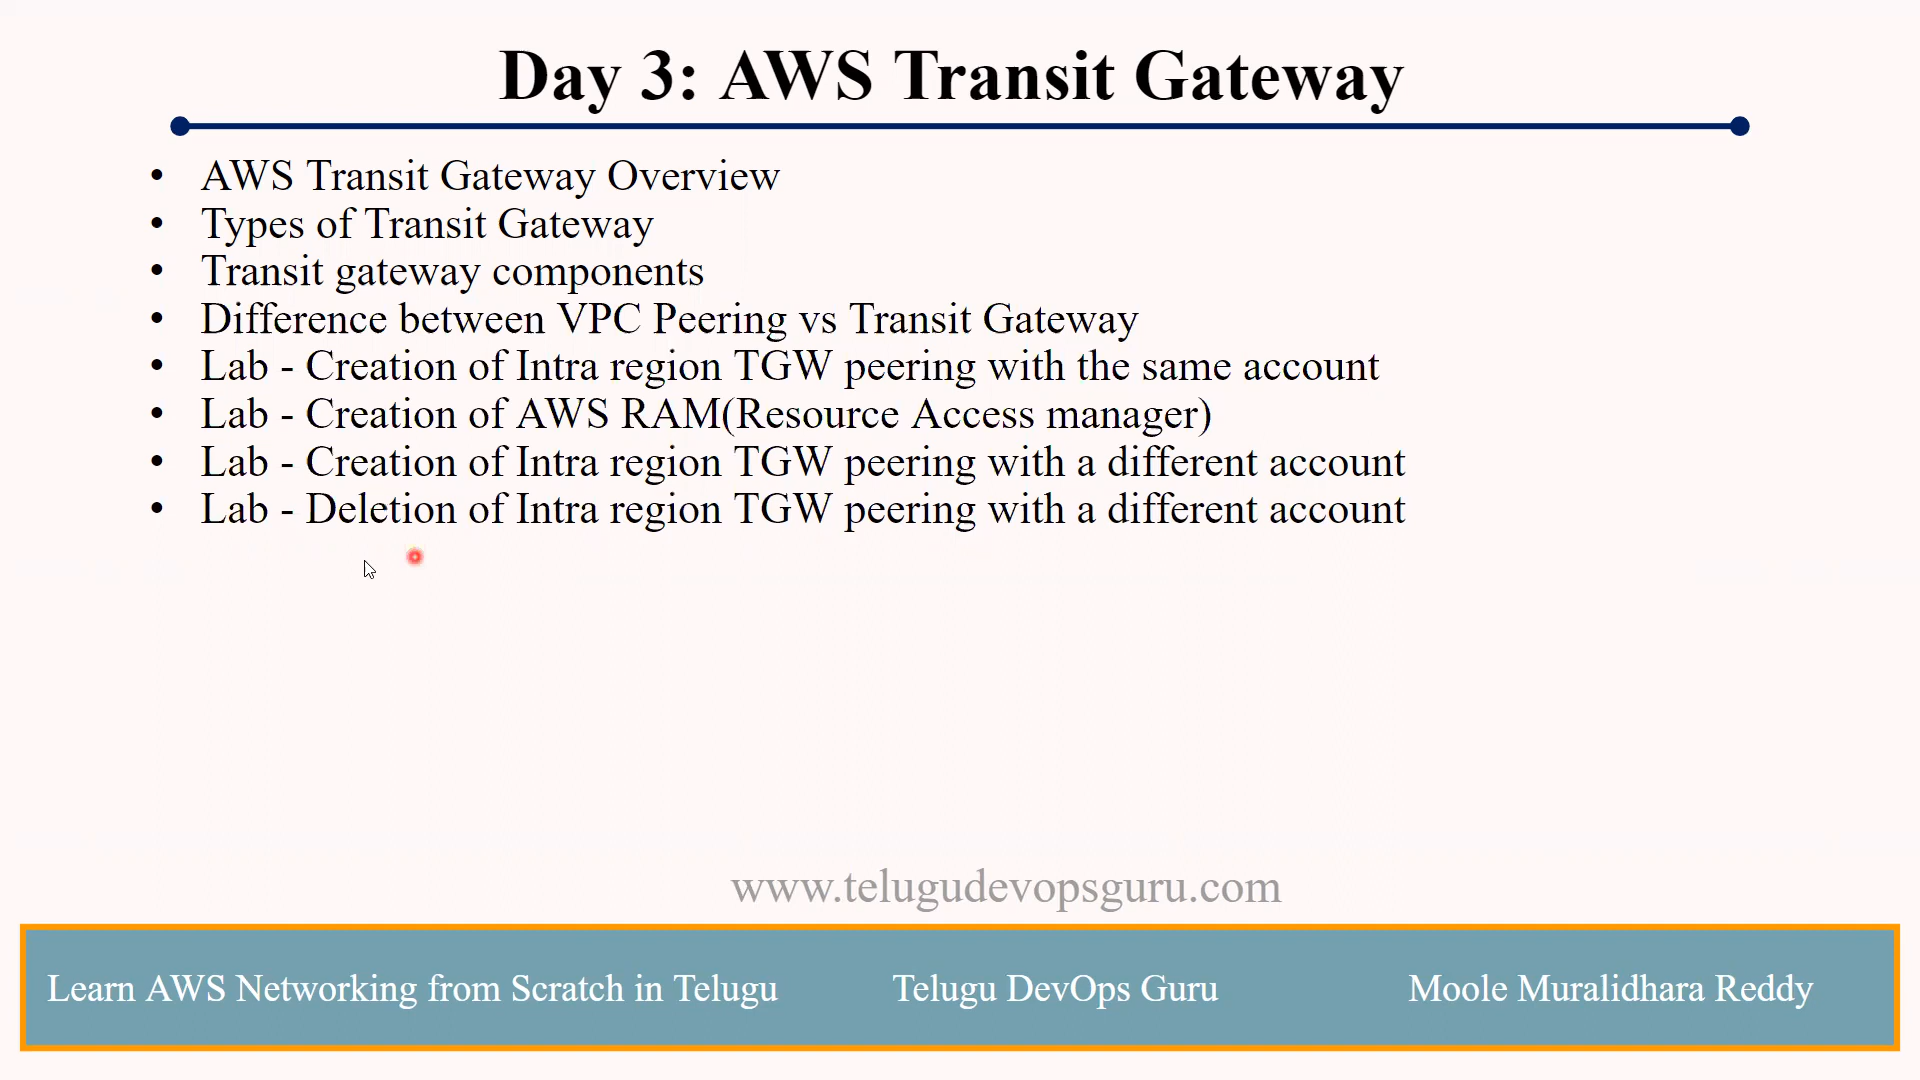 Day 3: AWS Transit Gateway
• AWS Transit Gateway Overview
• Types of Transit Gateway
• Transit gateway components
• Difference between VPC Peering vs Transit Gateway
• Lab - Creation of Intra region TGW peering with the same account
• Lab - Creation of AWS RAM(Resource Access manager)
• Lab - Creation of Intra region TGW peering with a different account
• Lab - Deletion of Intra region TGW peering with a different account
www.telugudevopsguru.com
Learn AWS Networking from Scratch in Telugu Telugu DevOps Guru Moole Muralidhara Reddy